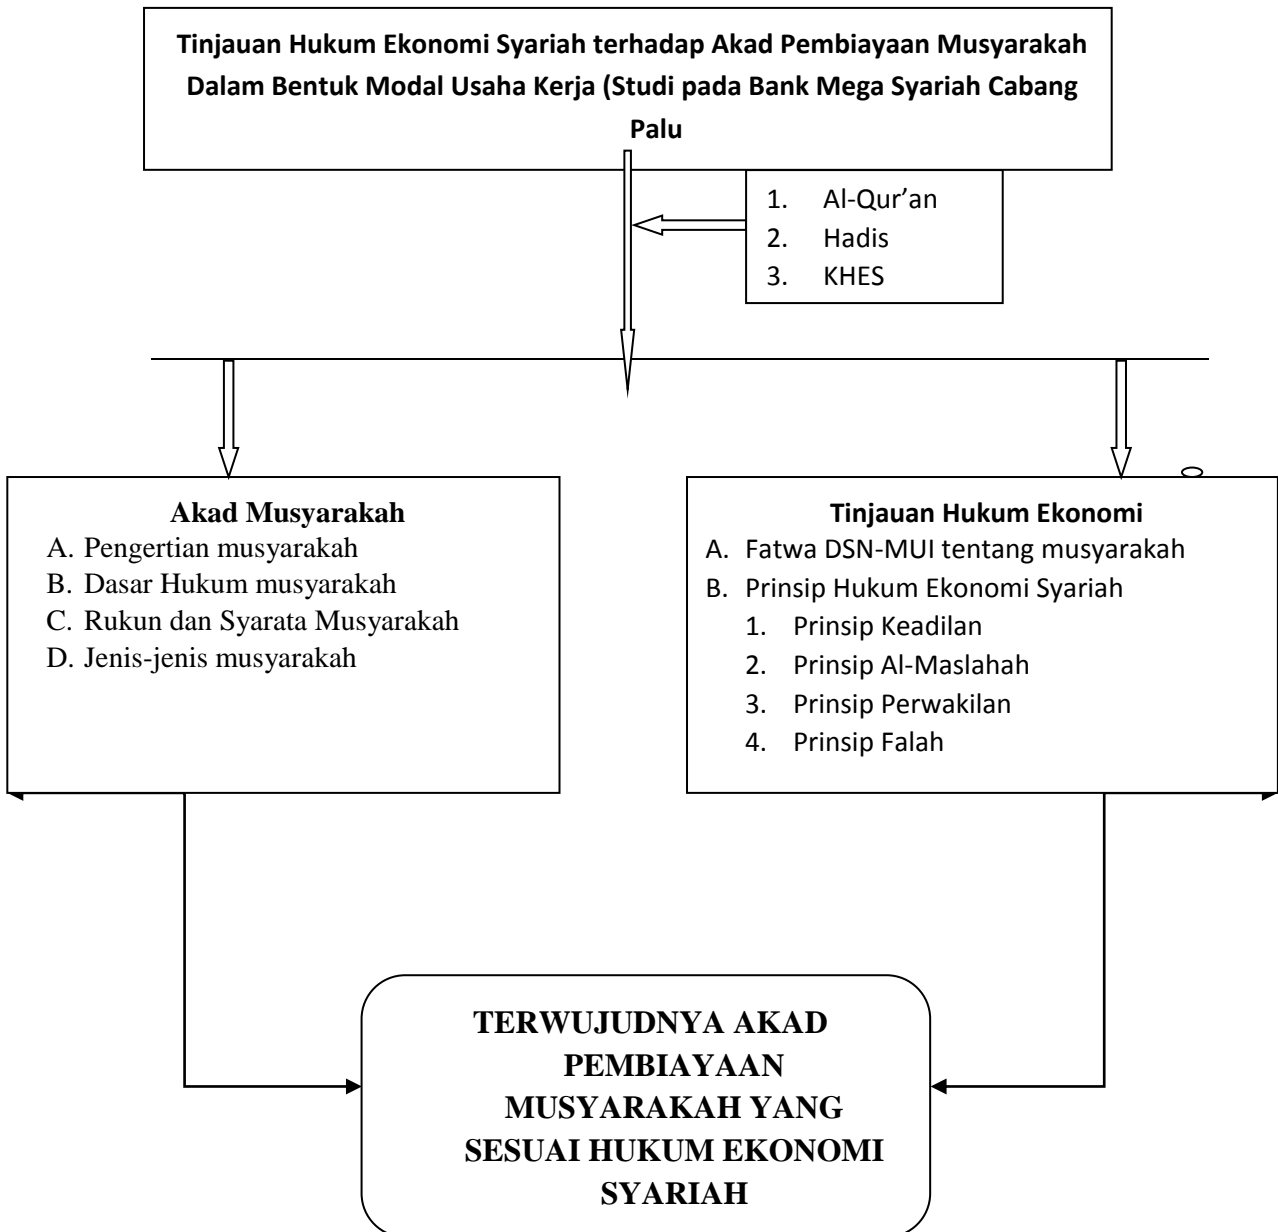 Tinjauan Hukum Ekonomi Syariah terhadap Akad Pembiayaan Musyarakah
Dalam Bentuk Modal Usaha Kerja (Studi pada Bank Mega Syariah Cabang
Palu
1. Al-Qur’an
2. Hadis
3. KHES
Akad Musyarakah
A. Pengertian musyarakah
B. Dasar Hukum musyarakah
C. Rukun dan Syarata Musyarakah
D. Jenis-jenis musyarakah
Tinjauan Hukum Ekonomi
A. Fatwa DSN-MUI tentang musyarakah
B. Prinsip Hukum Ekonomi Syariah
1. Prinsip Keadilan
2. Prinsip Al-Maslahah
3. Prinsip Perwakilan
4. Prinsip Falah
TERWUJUDNYA AKAD
PEMBIAYAAN
MUSYARAKAH YANG
SESUAI HUKUM EKONOMI
SYARIAH